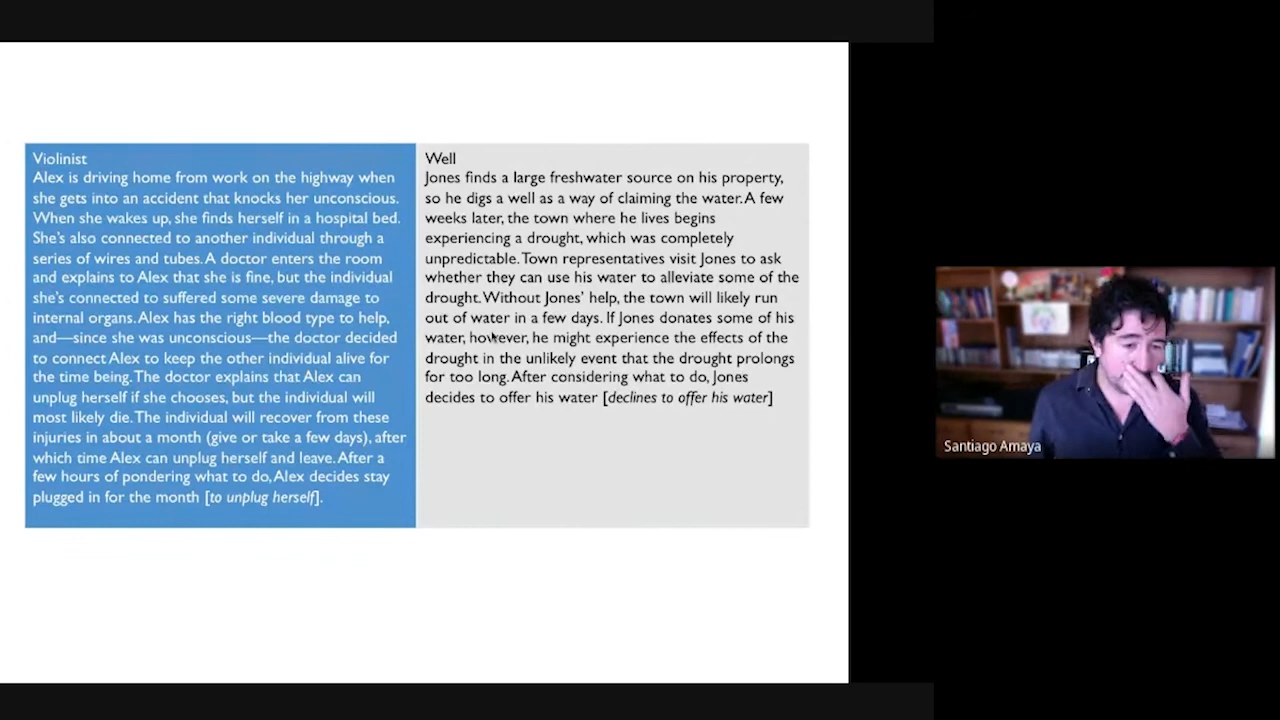 Violinist
Alex is driving home from work on the highway when
she gets into an accident that knocks her unconscious.
When she wakes up, she finds herself in a hospital bed.
She's also connected to another individual through a
series of wires and tubes. A doctor enters the room
and explains to Alex that she is fine, but the individual
she's connected to suffered some severe damage to
internal organs. Alex has the right blood type to help,
and—since she was unconscious—the doctor decided
to connect Alex to keep the other individual alive for
the time being. The doctor explains that Alex can
unplug herself if she chooses, but the individual will
most likely die. The individual will recover from these
injuries in about a month (give or take a few days), after
which time Alex can unplug herself and leave. After a
few hours of pondering what to do, Alex decides stay
plugged in for the month [to unplug herself].
Well
Jones finds a large freshwater source on his property,
so he digs a well as a way of claiming the water. A few
weeks later, the town where he lives begins
experiencing a drought, which was completely
unpredictable. Town representatives visit Jones to ask
whether they can use his water to alleviate some of the
drought. Without Jones' help, the town will likely run
out of water in a few days. If Jones donates some of his
water, however, he might experience the effects of the
drought in the unlikely event that the drought prolongs
for too long. After considering what to do, Jones
decides to offer his water [declines to offer his water]
Santiago Amaya